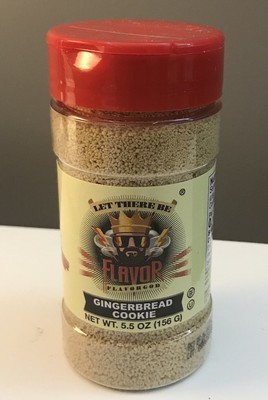 LET THERE BE
FLAVOR
FLAVORGOD
GINGERBREAD
COOKIE
NET WT. 5.5 OZ (156 G)